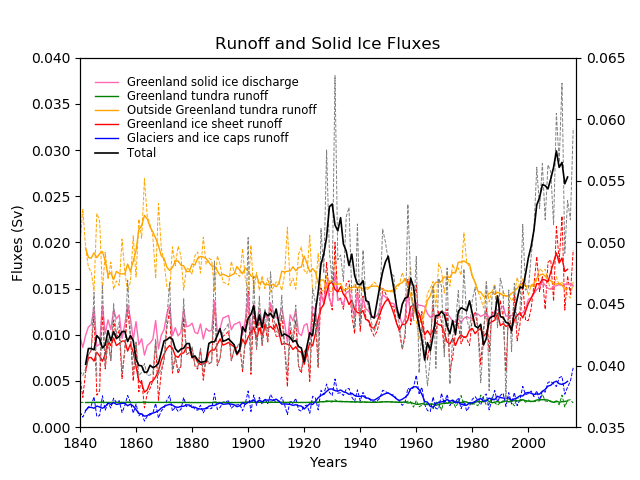 Runoff and Solid Ice Fluxes
Greenland solid ice discharge
Greenland tundra runoff
Outside Greenland tundra runoff
Greenland ice sheet runoff
Glaciers and ice caps runoff
Total
Fluxes (Sv)
0.040
0.035
0.030
0.025
0.020
0.015
0.010
0.005
0.000
0.065
0.060
0.055
0.050
0.045
0.040
0.035
1840 1860 1880 1900 1920 1940 1960 1980 2000
Years